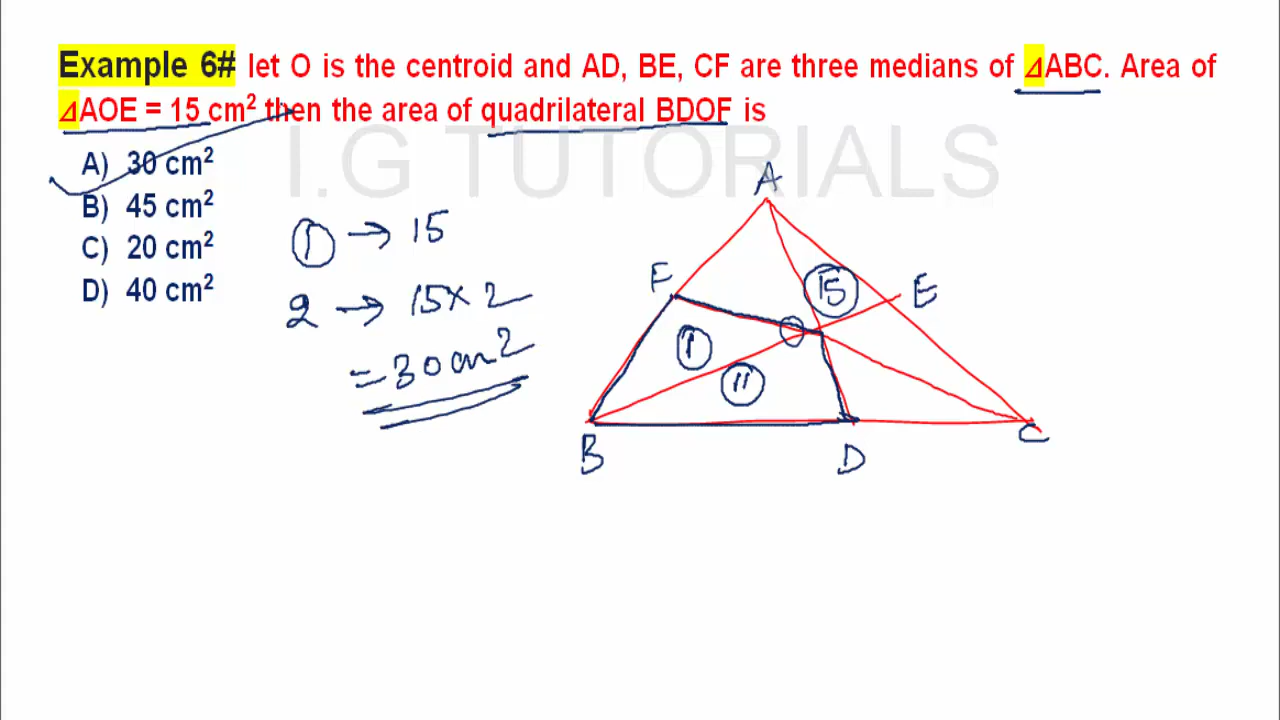 Example 6# let O is the centroid and AD, BE, CF are three medians of ⊿ABC. Area of
⊿AOE = 15 cm² then the area of quadrilateral BDOF is
I.G TUTORIALS
A) 30 cm²
B) 45 cm²
C) 20 cm²
D) 40 cm²
① → 15
2 → 15 × 2
= 30 cm²
A
F
15
E
O
I
II
B
D
C